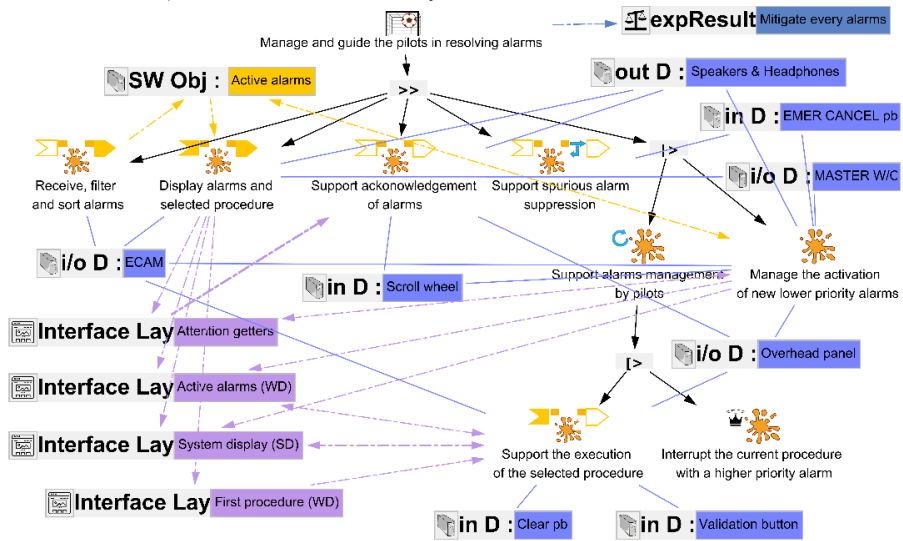 Manage and guide the pilots in resolving alarms
expResult Mitigate every alarms
SW Obj : Active alarms
>>
out D : Speakers & Headphones
in D : EMER CANCEL pb
|>
i/o D : MASTER W/C
Receive, filter
and sort alarms
Display alarms and
selected procedure
Support ackonowledgement
of alarms
Support spurious alarm
suppression
i/o D : ECAM
in D : Scroll wheel
Support alarms management
by pilots
Manage the activation
of new lower priority alarms
Interface Lay Attention getters
i/o D : Overhead panel
[>
Interface Lay Active alarms (WD)
Interface Lay System display (SD)
Support the execution
of the selected procedure
Interrupt the current procedure
with a higher priority alarm
Interface Lay First procedure (WD)
in D : Clear pb
in D : Validation button